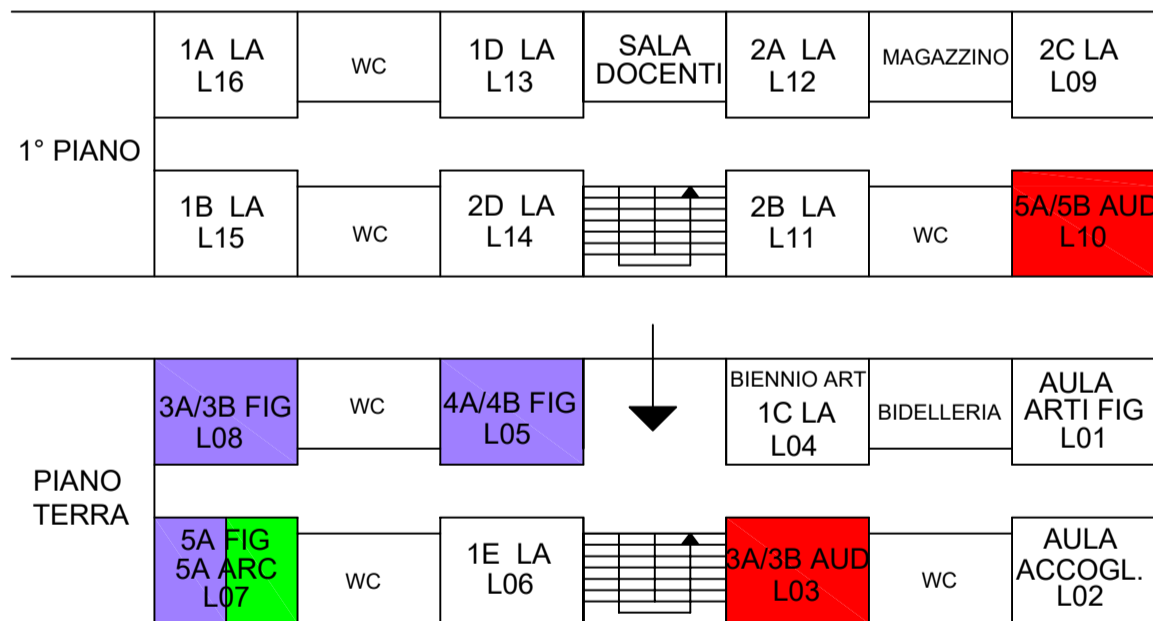 1A LA
L16
WC
1D LA
L13
SALA
DOCENTI
2A LA
L12
MAGAZZINO
2C LA
L09
1° PIANO
1B LA
L15
WC
2D LA
L14
2B LA
L11
WC
5A/5B AUD
L10
3A/3B FIG
L08
WC
4A/4B FIG
L05
BIENNIO ART
1C LA
L04
BIDELLERIA
AULA
ARTI FIG
L01
PIANO
TERRA
5A FIG
5A ARC
L07
WC
1E LA
L06
3A/3B AUD
L03
WC
AULA
ACCOGL.
L02